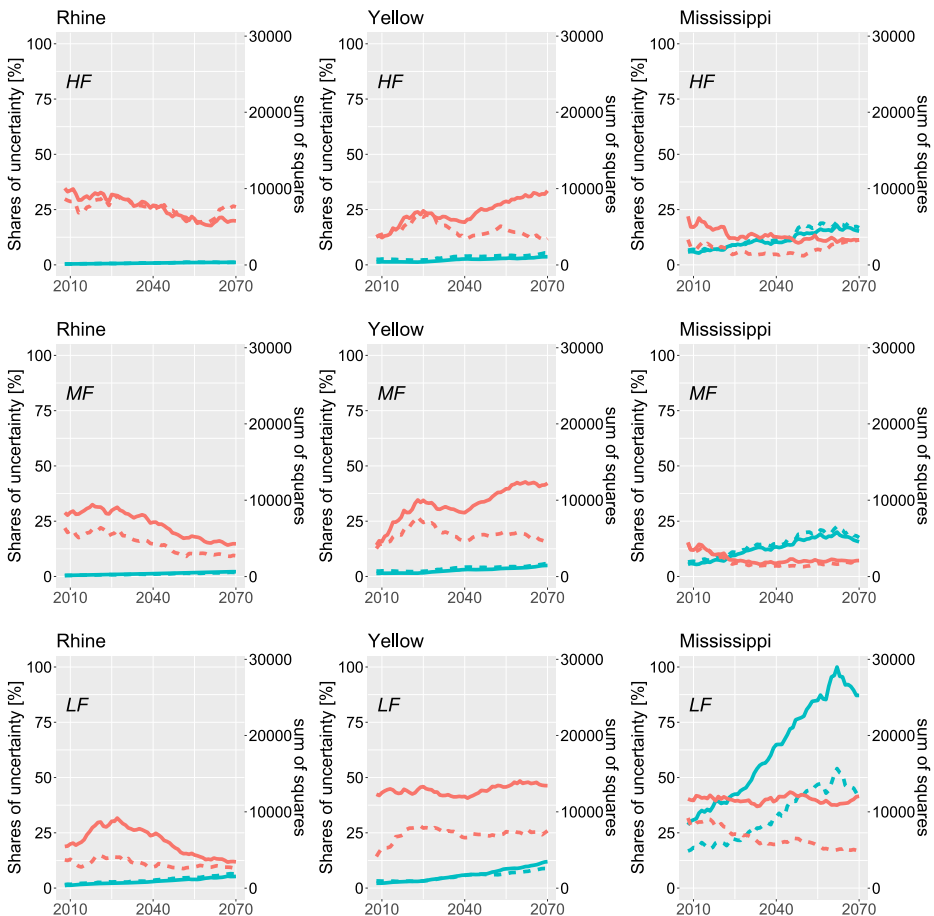 Rhine Yellow Mississippi
100 30000 100 30000 100 30000
HF HF HF
75 75 75
20000 20000 20000
50 50 50
10000 10000 10000
25 25 25
0 0 0 0 0 0
Shares of uncertainty [%] sum of squares Shares of uncertainty [%] sum of squares Shares of uncertainty [%] sum of squares
2010 2040 2070 2010 2040 2070 2010 2040 2070
Rhine Yellow Mississippi
100 30000 100 30000 100 30000
MF MF MF
75 75 75
20000 20000 20000
50 50 50
10000 10000 10000
25 25 25
0 0 0 0 0 0
Shares of uncertainty [%] sum of squares Shares of uncertainty [%] sum of squares Shares of uncertainty [%] sum of squares
2010 2040 2070 2010 2040 2070 2010 2040 2070
Rhine Yellow Mississippi
100 30000 100 30000 100 30000
LF LF LF
75 75 75
20000 20000 20000
50 50 50
10000 10000 10000
25 25 25
0 0 0 0 0 0
Shares of uncertainty [%] sum of squares Shares of uncertainty [%] sum of squares Shares of uncertainty [%] sum of squares
2010 2040 2070 2010 2040 2070 2010 2040 2070